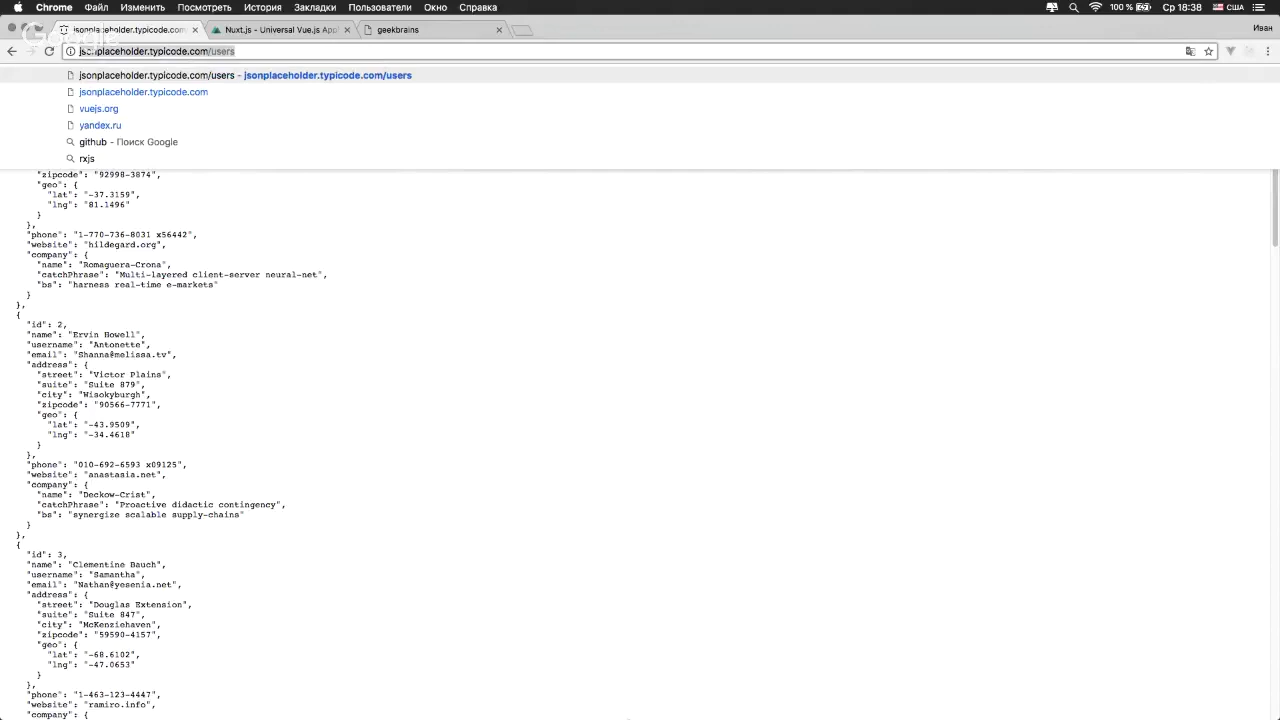 Chrome Файл Изменить Посмотреть История Закладки Пользователи Окно Справка 100 % Ср 18:38 США
jsonplaceholder.typicode.com × Nuxt.js - Universal Vue.js App × geekbrains × Иван
jsonplaceholder.typicode.com/users
jsonplaceholder.typicode.com/users - jsonplaceholder.typicode.com/users
jsonplaceholder.typicode.com
vuejs.org
yandex.ru
github - Поиск Google
rxjs
"zipcode": "92998-3874",
"geo": {
"lat": "-37.3159",
"lng": "81.1496"
}
},
"phone": "1-770-736-8031 x56442",
"website": "hildegard.org",
"company": {
"name": "Romaguera-Crona",
"catchPhrase": "Multi-layered client-server neural-net",
"bs": "harness real-time e-markets"
}
},
{
"id": 2,
"name": "Ervin Howell",
"username": "Antonette",
"email": "Shanna@melissa.tv",
"address": {
"street": "Victor Plains",
"suite": "Suite 879",
"city": "Wisokyburgh",
"zipcode": "90566-7771",
"geo": {
"lat": "-43.9509",
"lng": "-34.4618"
}
},
"phone": "010-692-6593 x09125",
"website": "anastasia.net",
"company": {
"name": "Deckow-Crist",
"catchPhrase": "Proactive didactic contingency",
"bs": "synergize scalable supply-chains"
}
},
{
"id": 3,
"name": "Clementine Bauch",
"username": "Samantha",
"email": "Nathan@yesenia.net",
"address": {
"street": "Douglas Extension",
"suite": "Suite 847",
"city": "McKenziehaven",
"zipcode": "59590-4157",
"geo": {
"lat": "-68.6102",
"lng": "-47.0653"
}
},
"phone": "1-463-123-4447",
"website": "ramiro.info",
"company": {